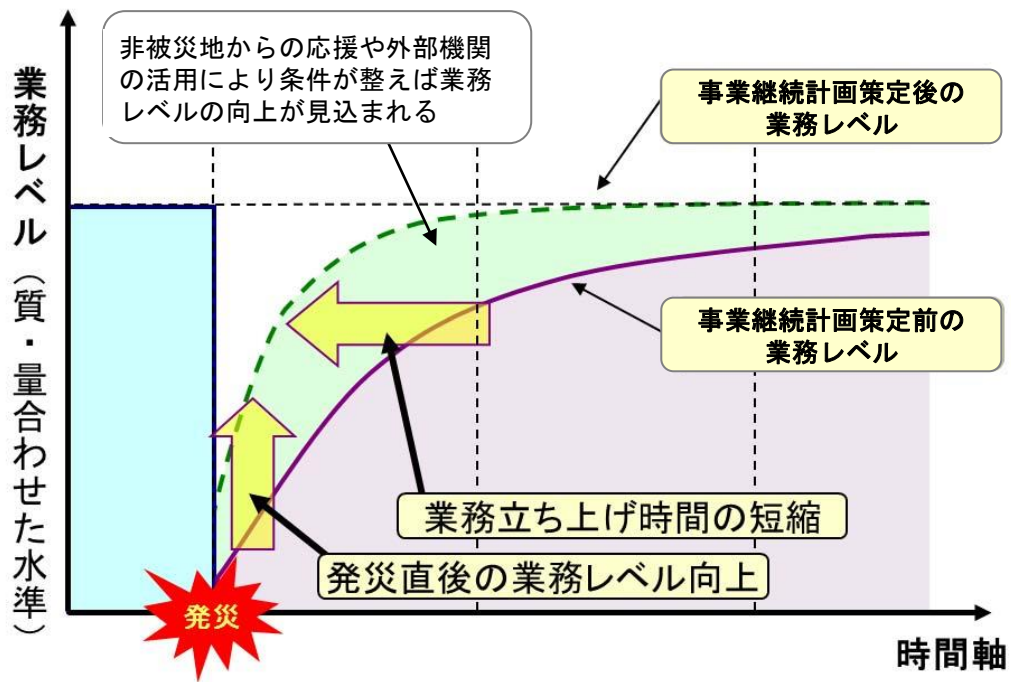 非被災地からの応援や外部機関
の活用により条件が整えば業務
レベルの向上が見込まれる
事業継続計画策定後の
業務レベル
業務レベル（質・量合わせた水準）
事業継続計画策定前の
業務レベル
業務立ち上げ時間の短縮
発災直後の業務レベル向上
発災
時間軸